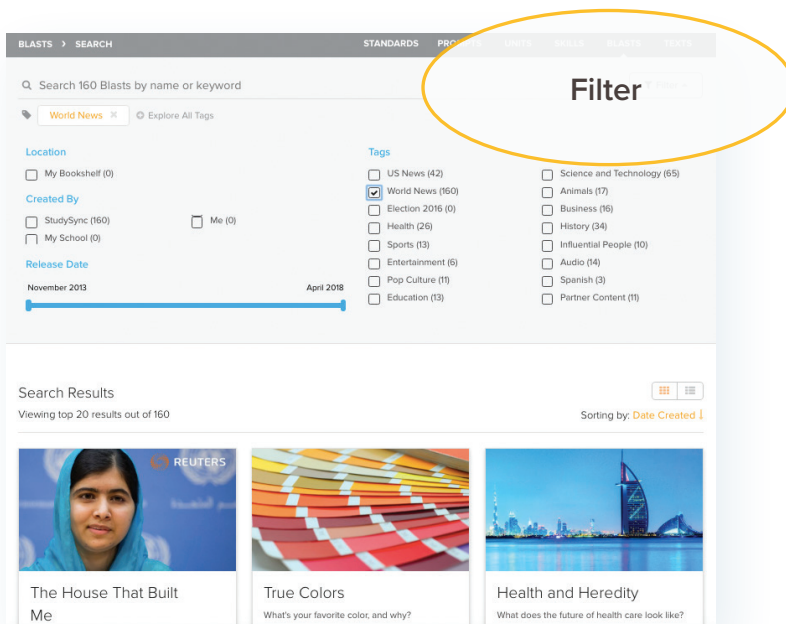 BLASTS > SEARCH
STANDARDS PROMPTS UNITS SKILLS BLASTS TEXTS
Filter
Search 160 Blasts by name or keyword
Filter
World News ×
Explore All Tags
Location
My Bookshelf (0)
Created By
StudySync (160)
Me (0)
My School (0)
Release Date
November 2013
April 2018
Tags
US News (42)
World News (160)
Election 2016 (0)
Health (26)
Sports (13)
Entertainment (6)
Pop Culture (11)
Education (13)
Science and Technology (65)
Animals (17)
Business (16)
History (34)
Influential People (10)
Audio (14)
Spanish (3)
Partner Content (11)
Search Results
Viewing top 20 results out of 160
Sorting by: Date Created ↓
REUTERS
The House That Built
Me
True Colors
What's your favorite color, and why?
Health and Heredity
What does the future of health care look like?